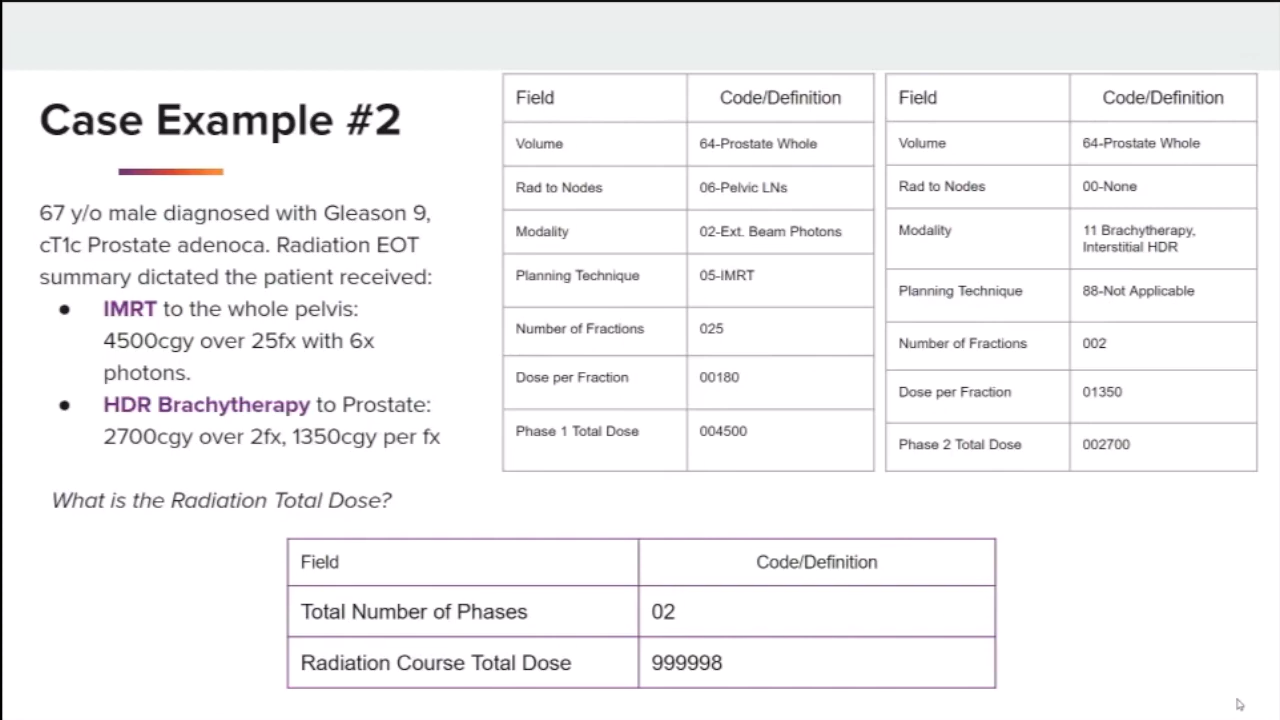 Case Example #2
67 y/o male diagnosed with Gleason 9,
cT1c Prostate adenoca. Radiation EOT
summary dictated the patient received:
● IMRT to the whole pelvis:
4500cgy over 25fx with 6x
photons.
● HDR Brachytherapy to Prostate:
2700cgy over 2fx, 1350cgy per fx
What is the Radiation Total Dose?
Field Code/Definition
Volume 64-Prostate Whole
Rad to Nodes 06-Pelvic LNs
Modality 02-Ext. Beam Photons
Planning Technique 05-IMRT
Number of Fractions 025
Dose per Fraction 00180
Phase 1 Total Dose 004500
Field Code/Definition
Volume 64-Prostate Whole
Rad to Nodes 00-None
Modality 11 Brachytherapy,
Interstitial HDR
Planning Technique 88-Not Applicable
Number of Fractions 002
Dose per Fraction 01350
Phase 2 Total Dose 002700
Field Code/Definition
Total Number of Phases 02
Radiation Course Total Dose 999998